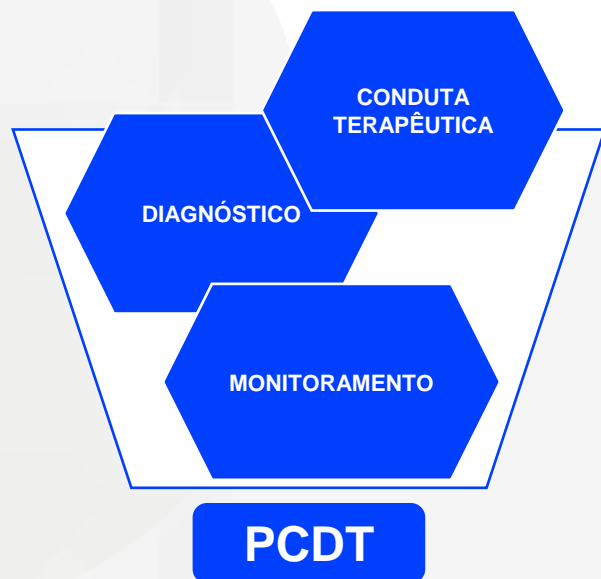 CONDUTA
TERAPÊUTICA
DIAGNÓSTICO
MONITORAMENTO
PCDT